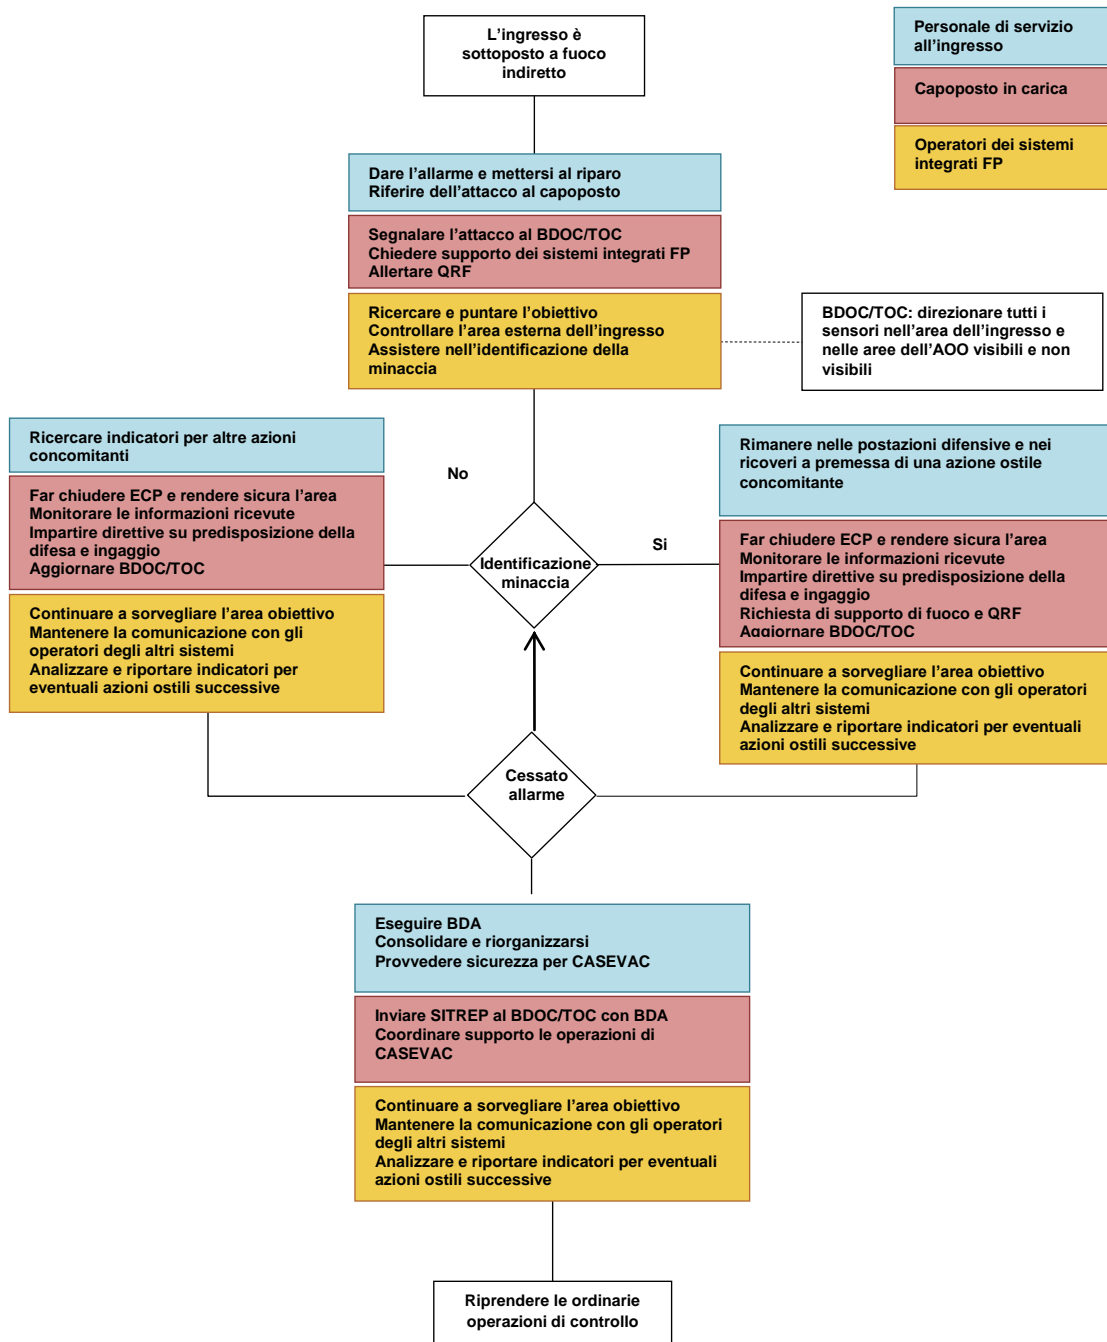 L'ingresso è
sottoposto a fuoco
indiretto
Personale di servizio
all'ingresso
Capoposto in carica
Operatori dei sistemi
integrati FP
Dare l'allarme e mettersi al riparo
Riferire dell'attacco al capoposto
Segnalare l'attacco al BDOC/TOC
Chiedere supporto dei sistemi integrati FP
Allertare QRF
Ricercare e puntare l'obiettivo
Controllare l'area esterna dell'ingresso
Assistere nell'identificazione della
minaccia
BDOC/TOC: direzionare tutti i
sensori nell'area dell'ingresso e
nelle aree dell'AOO visibili e non
visibili
Ricercare indicatori per altre azioni
concomitanti
Far chiudere ECP e rendere sicura l'area
Monitorare le informazioni ricevute
Impartire direttive su predisposizione della
difesa e ingaggio
Aggiornare BDOC/TOC
Continuare a sorvegliare l'area obiettivo
Mantenere la comunicazione con gli
operatori degli altri sistemi
Analizzare e riportare indicatori per
eventuali azioni ostili successive
No
Identificazione
minaccia
Si
Rimanere nelle postazioni difensive e nei
ricoveri a premessa di una azione ostile
concomitante
Far chiudere ECP e rendere sicura l'area
Monitorare le informazioni ricevute
Impartire direttive su predisposizione della
difesa e ingaggio
Richiesta di supporto di fuoco e QRF
Aggiornare BDOC/TOC
Continuare a sorvegliare l'area obiettivo
Mantenere la comunicazione con gli operatori
degli altri sistemi
Analizzare e riportare indicatori per eventuali
azioni ostili successive
Cessato
allarme
Eseguire BDA
Consolidare e riorganizzarsi
Provvedere sicurezza per CASEVAC
Inviare SITREP al BDOC/TOC con BDA
Coordinare supporto le operazioni di
CASEVAC
Continuare a sorvegliare l'area obiettivo
Mantenere la comunicazione con gli operatori
degli altri sistemi
Analizzare e riportare indicatori per eventuali
azioni ostili successive
Riprendere le ordinarie
operazioni di controllo